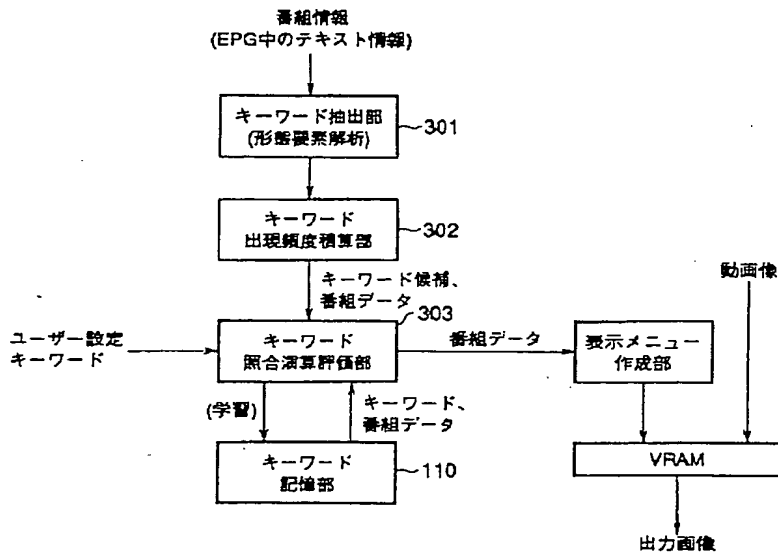 番組情報
(EPG中のテキスト情報)
キーワード抽出部
(形態要素解析)
301
キーワード
出現頻度積算部
302
キーワード候補、
番組データ
303
動画像
ユーザー設定
キーワード
キーワード
照合演算評価部
番組データ
表示メニュー
作成部
(学習)
キーワード、
番組データ
キーワード
記憶部
110
VRAM
出力画像